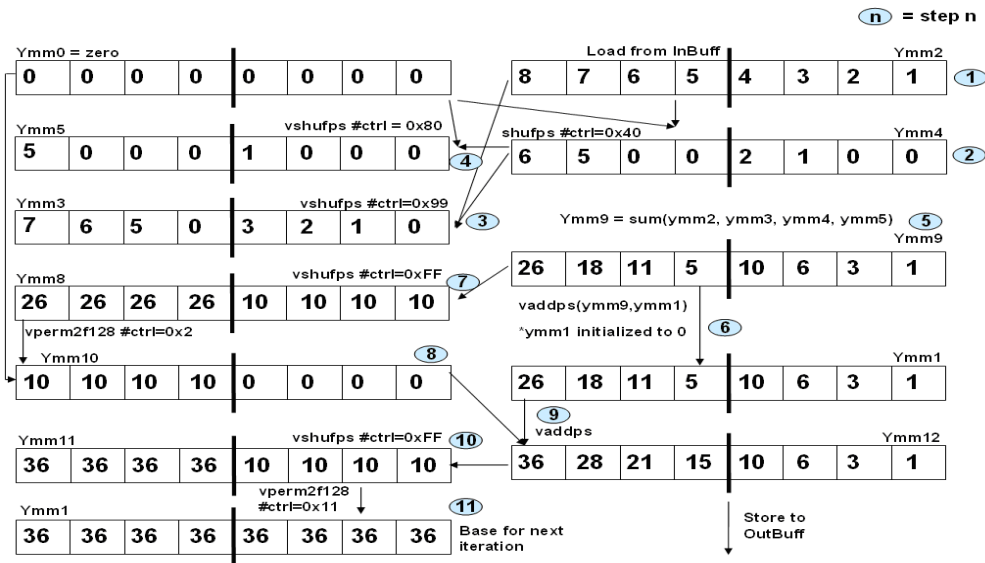 n = step n
Ymm0 = zero
Load from InBuff
Ymm2
0 0 0 0 0 0 0 0
8 7 6 5 4 3 2 1
1
Ymm5
vshufps #ctrl = 0x80
shufps #ctrl=0x40
Ymm4
5 0 0 0 1 0 0 0
4
6 5 0 0 2 1 0 0
2
Ymm3
vshufps #ctrl=0x99
7 6 5 0 3 2 1 0
3
Ymm9 = sum(ymm2, ymm3, ymm4, ymm5)
5
Ymm9
26 18 11 5 10 6 3 1
Ymm8
vshufps #ctrl=0xFF
7
26 26 26 26 10 10 10 10
vaddps(ymm9,ymm1)
*ymm1 initialized to 0
6
vperm2f128 #ctrl=0x2
Ymm10
8
10 10 10 10 0 0 0 0
Ymm1
26 18 11 5 10 6 3 1
9
vaddps
Ymm11
vshufps #ctrl=0xFF
10
36 36 36 36 10 10 10 10
Ymm12
36 28 21 15 10 6 3 1
vperm2f128
#ctrl=0x11
11
Ymm1
36 36 36 36 36 36 36 36
Base for next
iteration
Store to
OutBuff